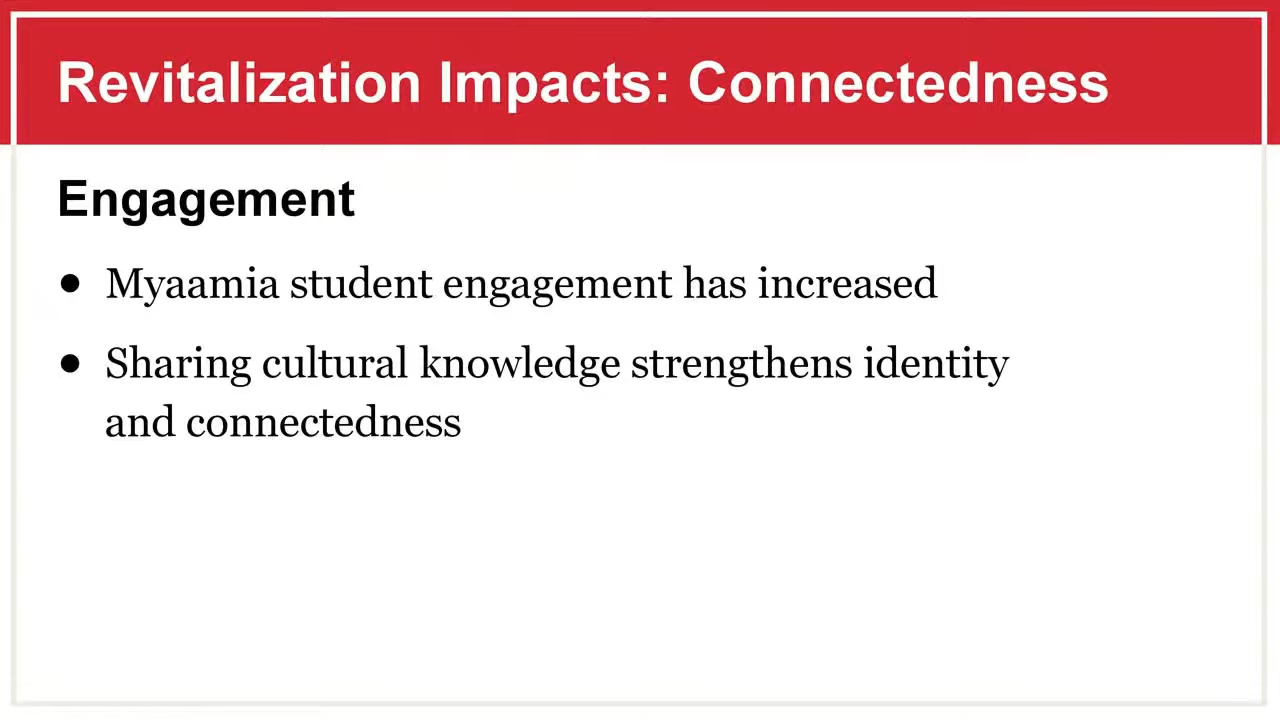 Revitalization Impacts: Connectedness
Engagement
• Myaamia student engagement has increased
• Sharing cultural knowledge strengthens identity
and connectedness